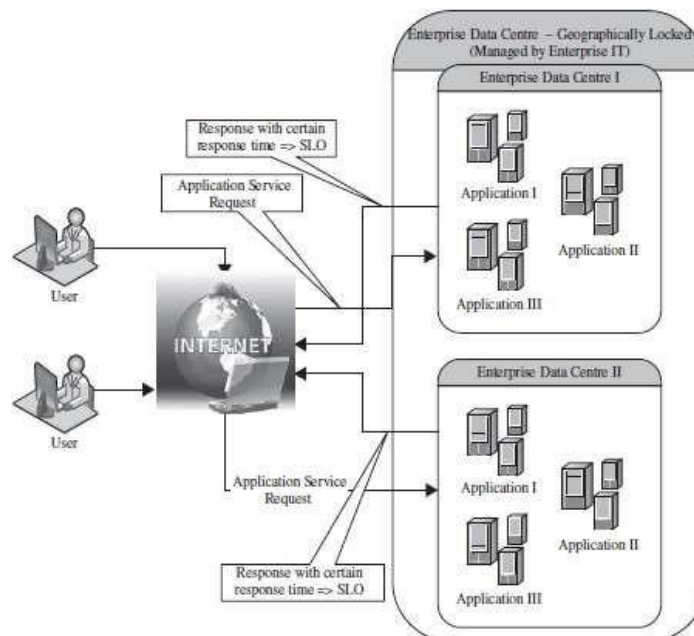 Enterprise Data Centre – Geographically Locked
(Managed by Enterprise IT)
Enterprise Data Centre I
Response with certain
response time => SLO
Application Service
Request
Application I
Application II
Application III
User
INTERNET
User
Enterprise Data Centre II
Application I
Application Service
Request
Application II
Response with certain
response time => SLO
Application III